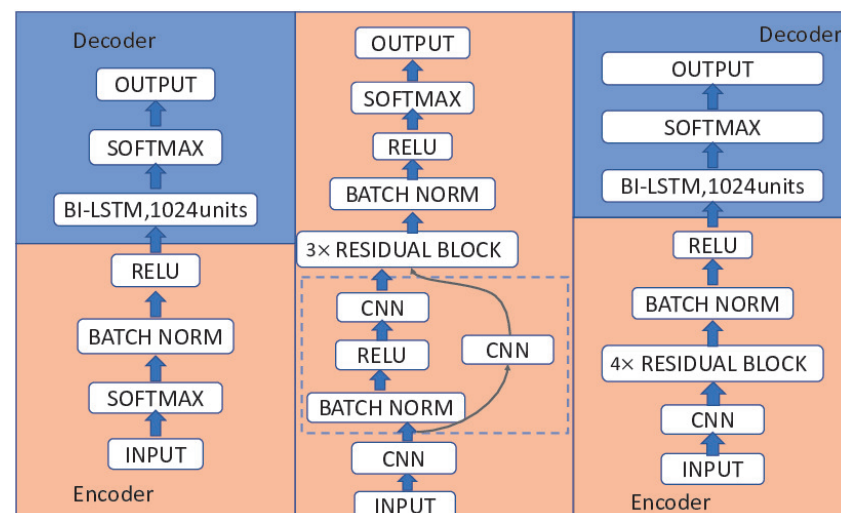 Decoder
OUTPUT
SOFTMAX
BI-LSTM,1024units
RELU
BATCH NORM
SOFTMAX
INPUT
Encoder
OUTPUT
SOFTMAX
RELU
BATCH NORM
3× RESIDUAL BLOCK
CNN
RELU
CNN
BATCH NORM
CNN
INPUT
Decoder
OUTPUT
SOFTMAX
BI-LSTM,1024units
RELU
BATCH NORM
4× RESIDUAL BLOCK
CNN
INPUT
Encoder